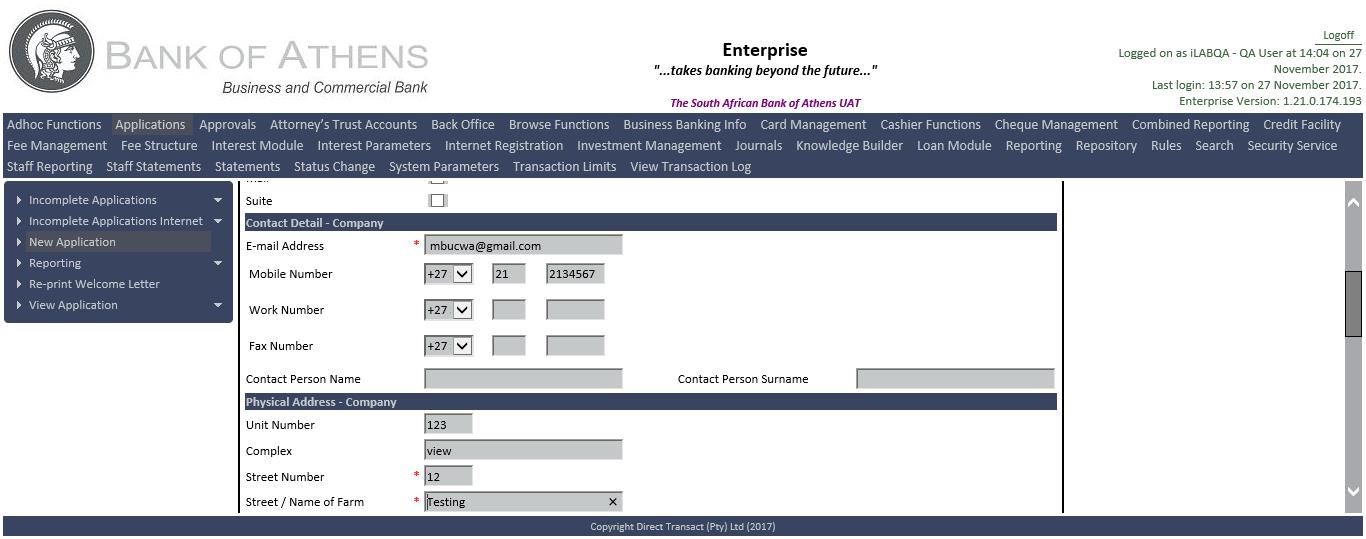 BANK OF ATHENS
Business and Commercial Bank
Enterprise
"...takes banking beyond the future..."
The South African Bank of Athens UAT
Logoff
Logged on as iLABQA - QA User at 14:04 on 27
November 2017.
Last login: 13:57 on 27 November 2017.
Enterprise Version: 1.21.0.174.193
Adhoc Functions Applications Approvals Attorney's Trust Accounts Back Office Browse Functions Business Banking Info Card Management Cashier Functions Cheque Management Combined Reporting Credit Facility
Fee Management Fee Structure Interest Module Interest Parameters Internet Registration Investment Management Journals Knowledge Builder Loan Module Reporting Repository Rules Search Security Service
Staff Reporting Staff Statements Statements Status Change System Parameters Transaction Limits View Transaction Log
Incomplete Applications
Incomplete Applications Internet
New Application
Reporting
Re-print Welcome Letter
View Application
Suite
Contact Detail - Company
E-mail Address * mbucwa@gmail.com
Mobile Number +27 21 2134567
Work Number +27
Fax Number +27
Contact Person Name Contact Person Surname
Physical Address - Company
Unit Number 123
Complex view
Street Number * 12
Street / Name of Farm * Testing
Copyright Direct Transact (Pty) Ltd (2017)